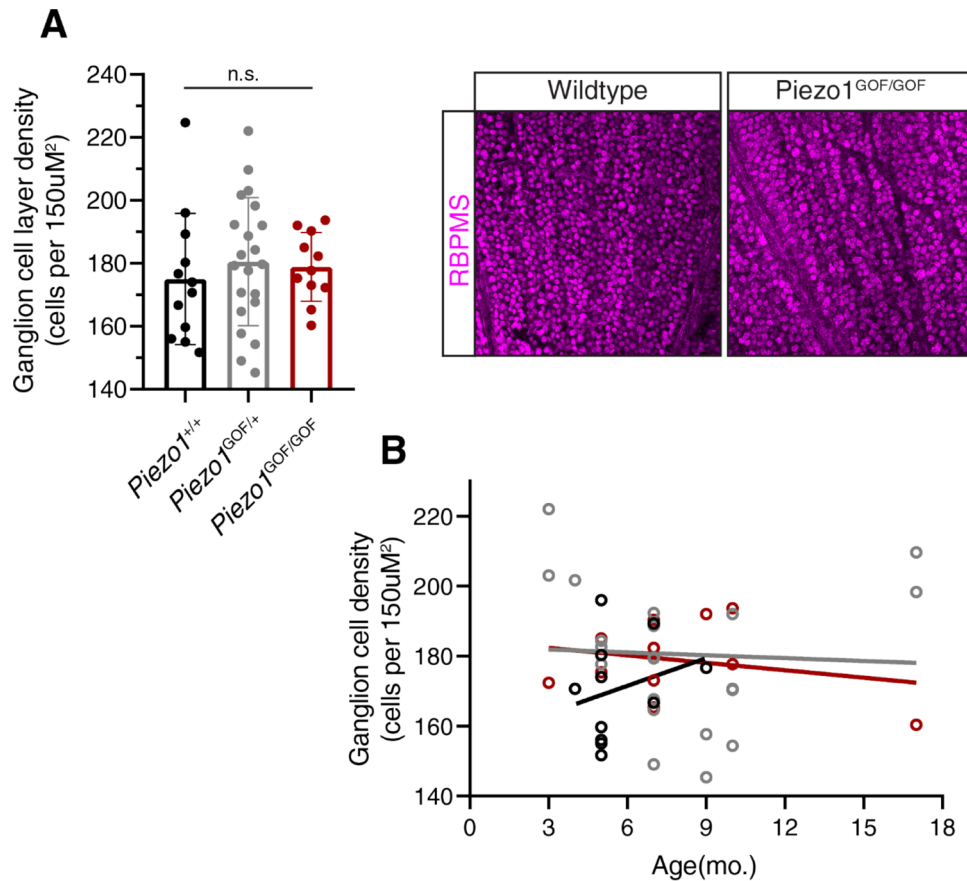 A
Ganglion cell layer density
(cells per 150uM²)
240
220
200
180
160
140
n.s.
Piezo1+/+
Piezo1GOF/+
Piezo1GOF/GOF
Wildtype
Piezo1GOF/GOF
RBPMS
B
Ganglion cell density
(cells per 150uM²)
220
200
180
160
140
0 3 6 9 12 15 18
Age(mo.)